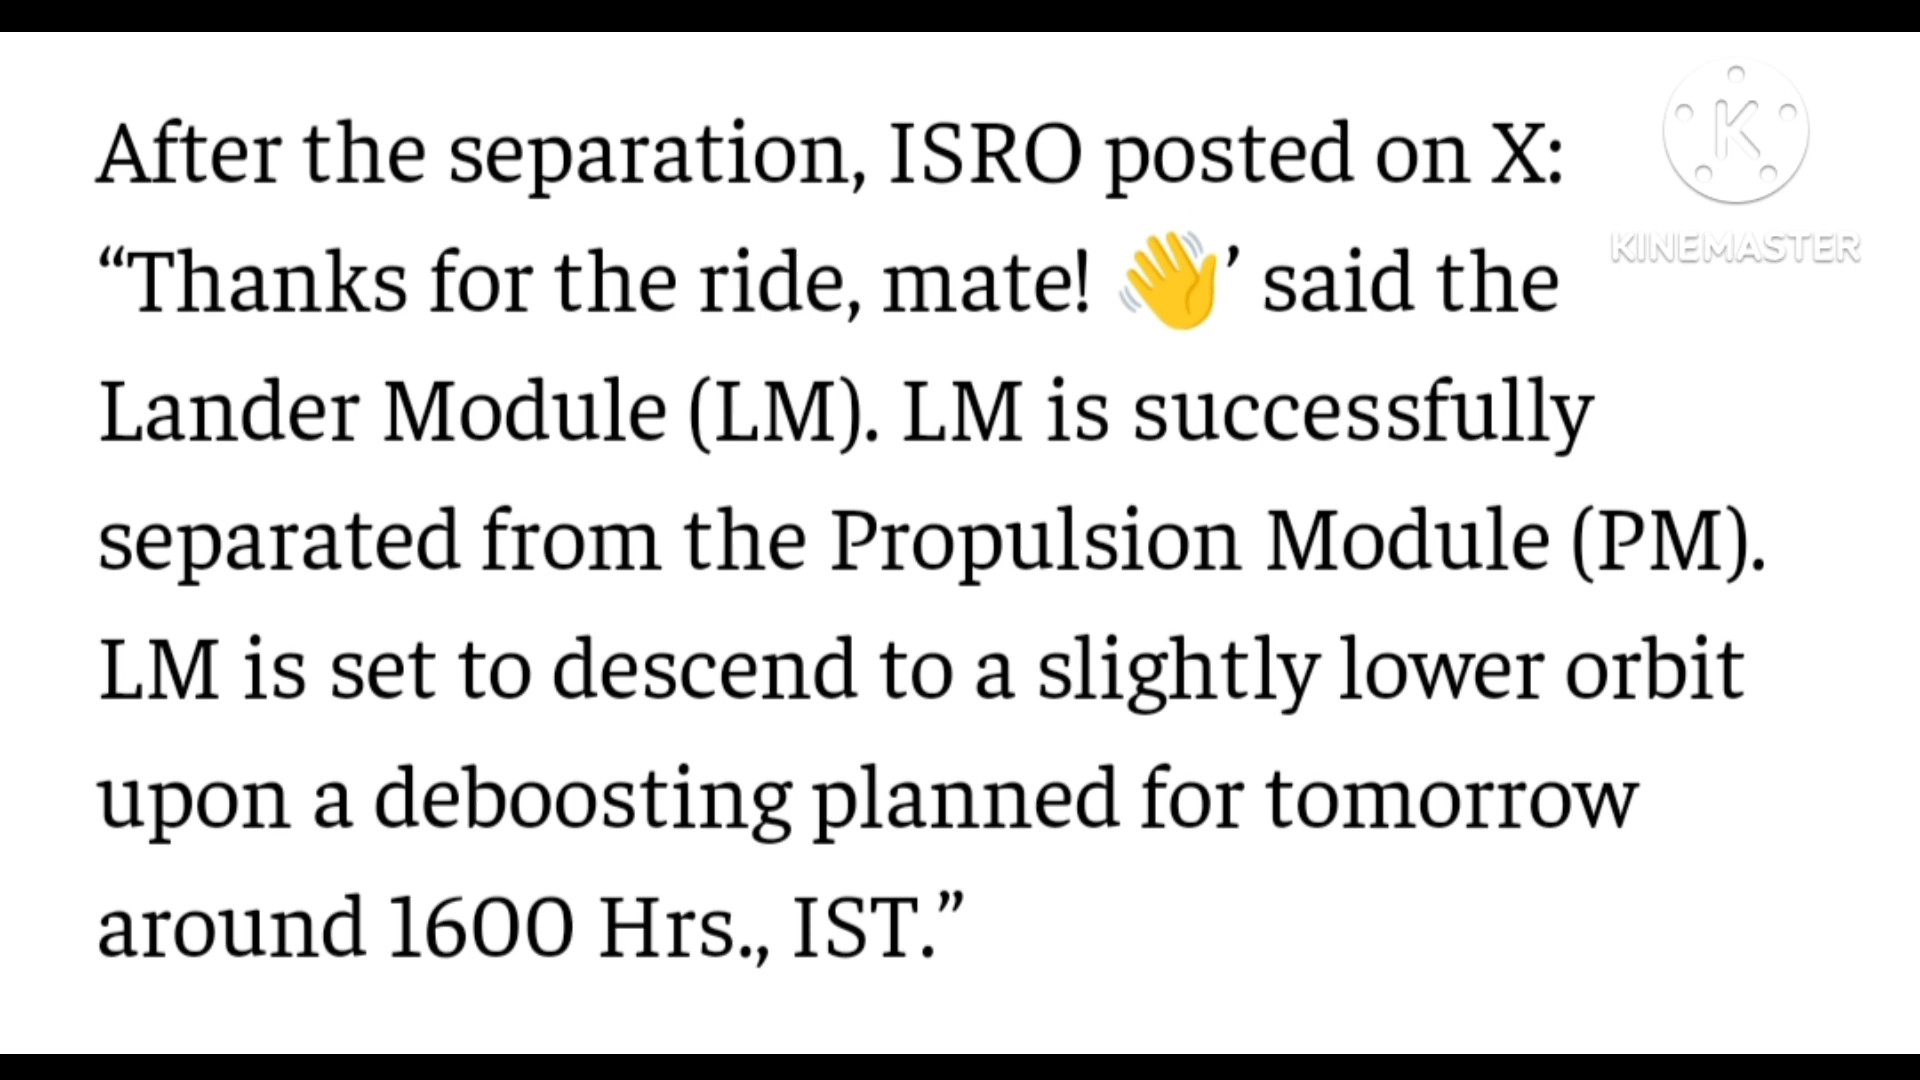 After the separation, ISRO posted on X:
“Thanks for the ride, mate! 👋’ said the
Lander Module (LM). LM is successfully
separated from the Propulsion Module (PM).
LM is set to descend to a slightly lower orbit
upon a deboosting planned for tomorrow
around 1600 Hrs., IST.”
K
KINEMASTER